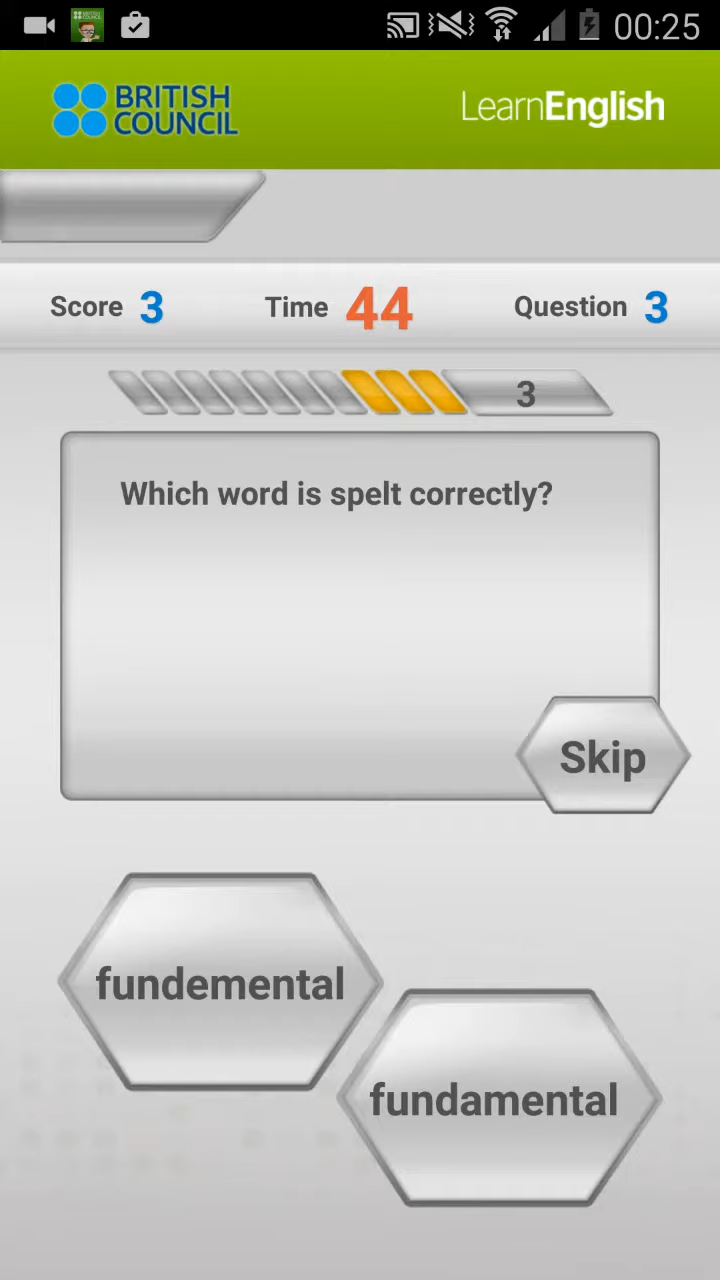 00:25
BRITISH
COUNCIL
LearnEnglish
Score 3 Time 44 Question 3
3
Which word is spelt correctly?
Skip
fundemental
fundamental